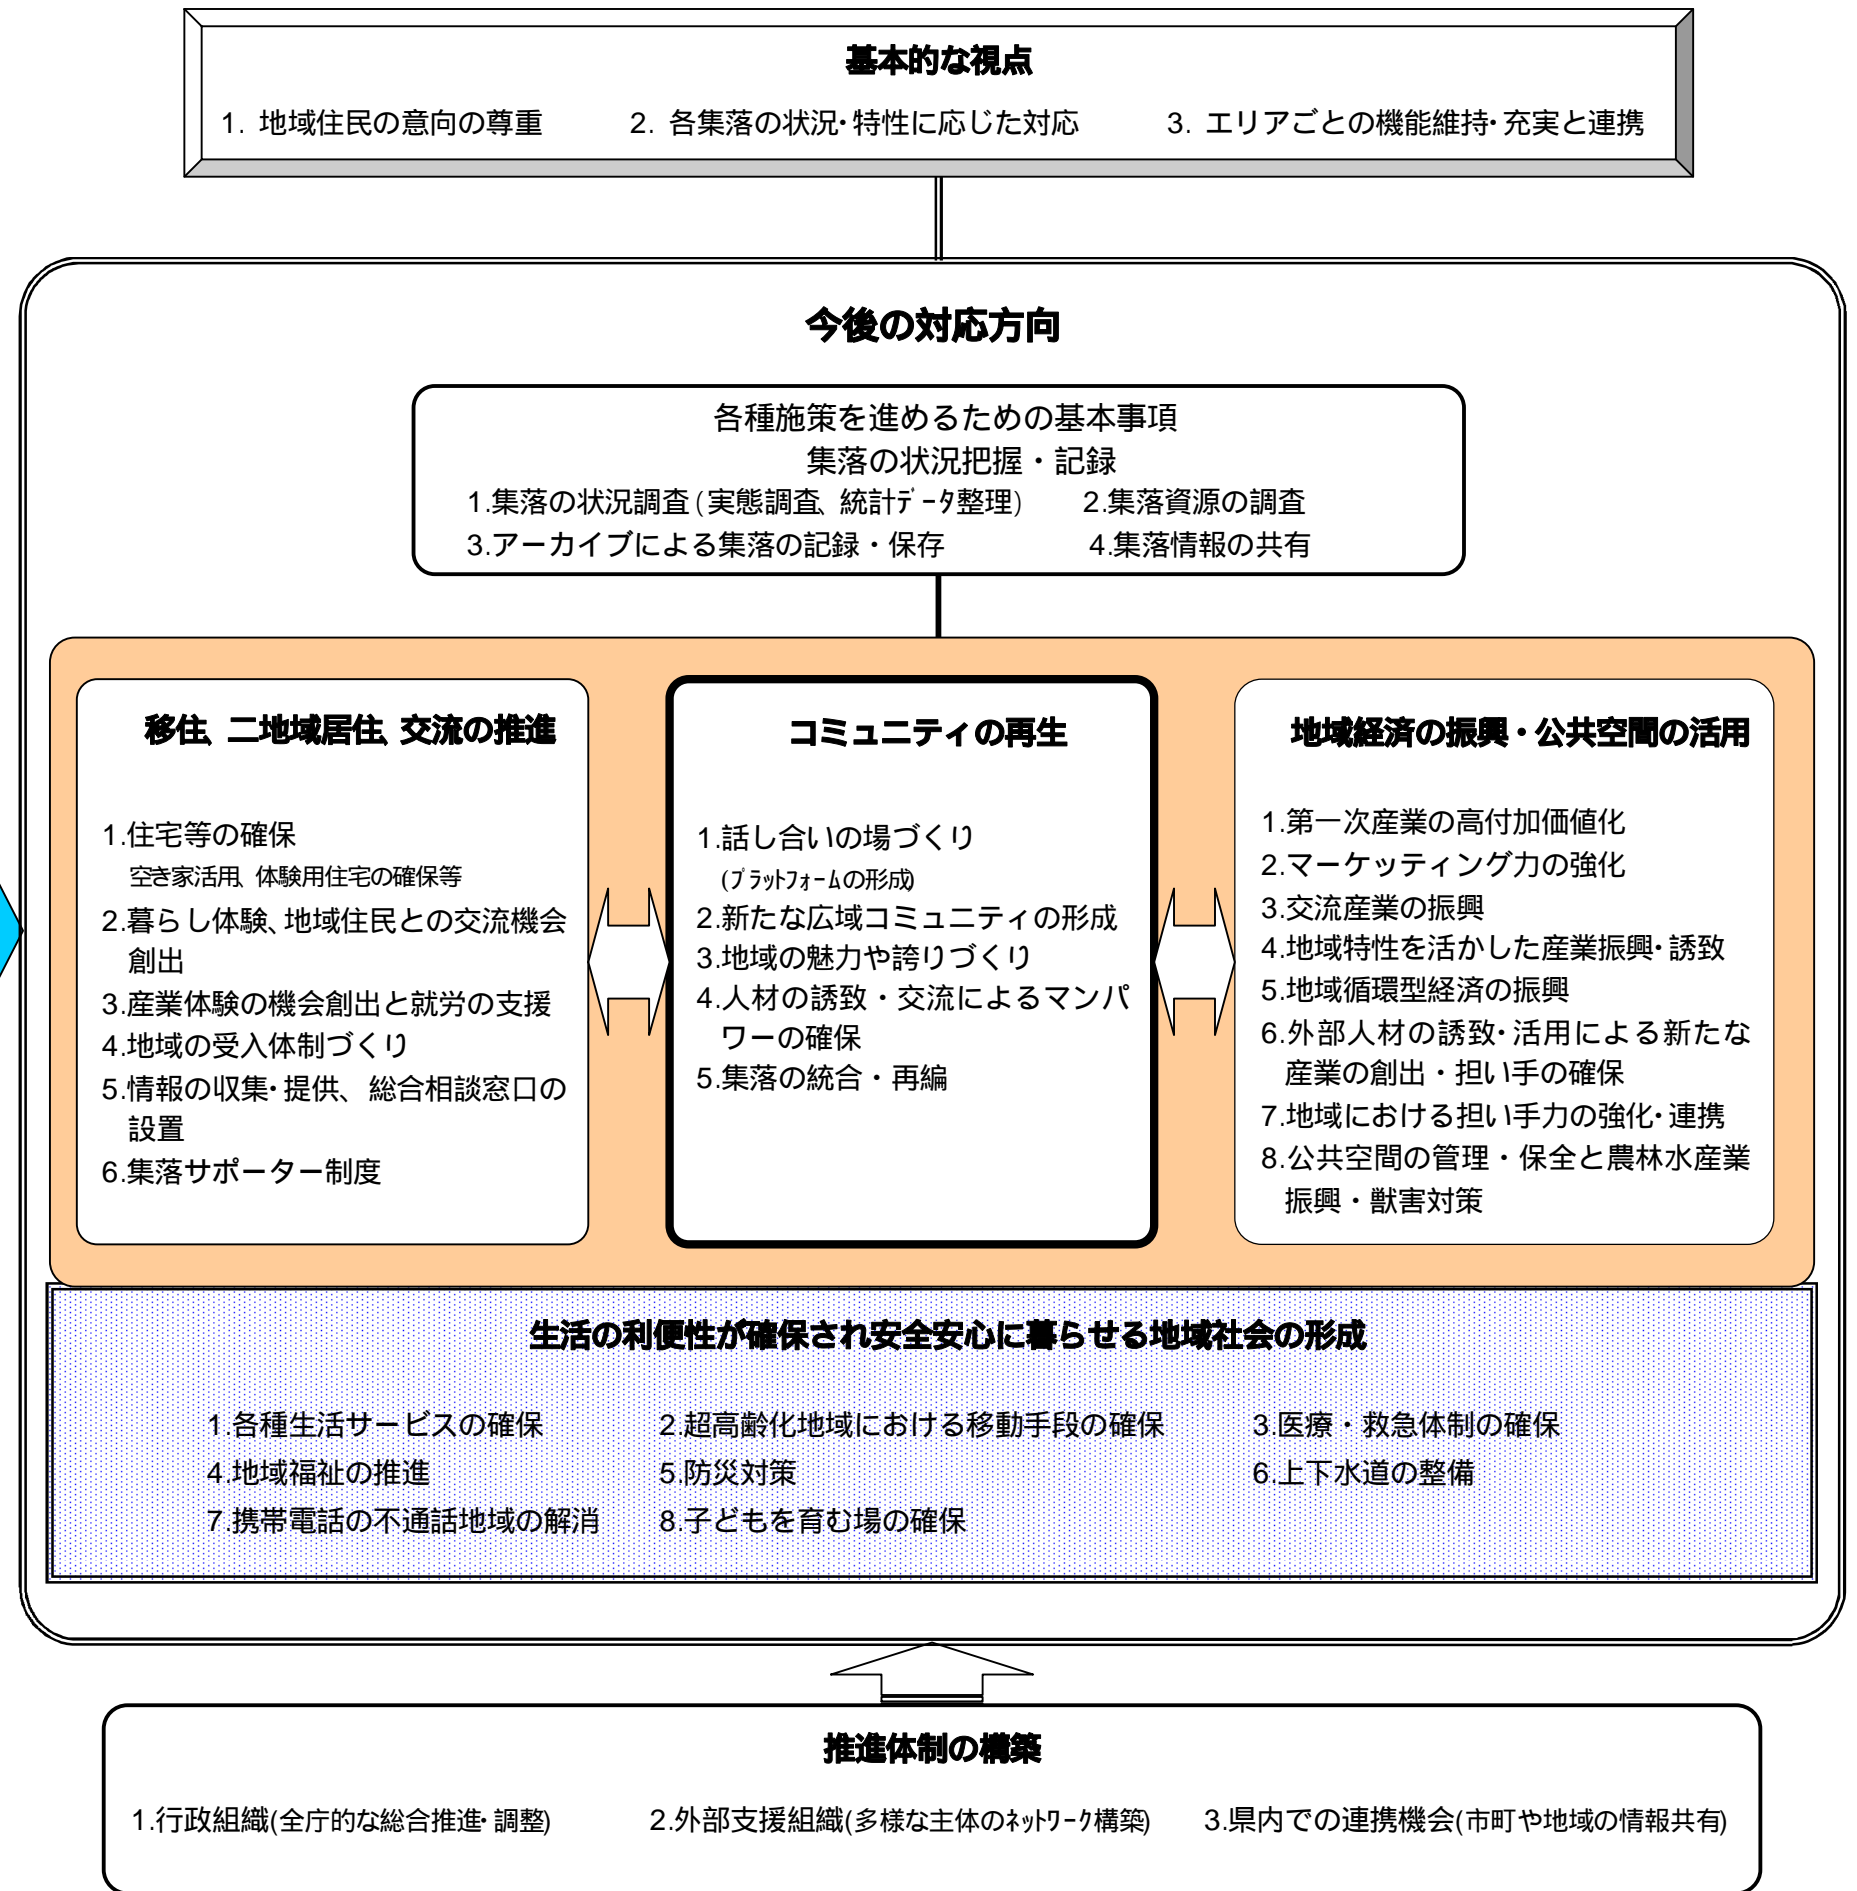 基本的な視点
1. 地域住民の意向の尊重 2. 各集落の状況・特性に応じた対応 3. エリアごとの機能維持・充実と連携
今後の対応方向
各種施策を進めるための基本事項
集落の状況把握・記録
1.集落の状況調査(実態調査、統計ﾃﾞｰﾀ整理) 2.集落資源の調査
3.アーカイブによる集落の記録・保存 4.集落情報の共有
移住、二地域居住、交流の推進
1.住宅等の確保
空き家活用、体験用住宅の確保等
2.暮らし体験、地域住民との交流機会
創出
3.産業体験の機会創出と就労の支援
4.地域の受入体制づくり
5.情報の収集・提供、総合相談窓口の
設置
6.集落サポーター制度
コミュニティの再生
1.話し合いの場づくり
(ﾌﾟﾗｯﾄﾌｫｰﾑの形成)
2.新たな広域コミュニティの形成
3.地域の魅力や誇りづくり
4.人材の誘致・交流によるマンパ
ワーの確保
5.集落の統合・再編
地域経済の振興・公共空間の活用
1.第一次産業の高付加価値化
2.マーケッティング力の強化
3.交流産業の振興
4.地域特性を活かした産業振興・誘致
5.地域循環型経済の振興
6.外部人材の誘致・活用による新たな
産業の創出・担い手の確保
7.地域における担い手力の強化・連携
8.公共空間の管理・保全と農林水産業
振興・獣害対策
生活の利便性が確保され安全安心に暮らせる地域社会の形成
1.各種生活サービスの確保 2.超高齢化地域における移動手段の確保 3.医療・救急体制の確保
4.地域福祉の推進 5.防災対策 6.上下水道の整備
7.携帯電話の不通話地域の解消 8.子どもを育む場の確保
推進体制の構築
1.行政組織(全庁的な総合推進・調整) 2.外部支援組織(多様な主体のﾈｯﾄﾜｰｸ構築) 3.県内での連携機会(市町や地域の情報共有)